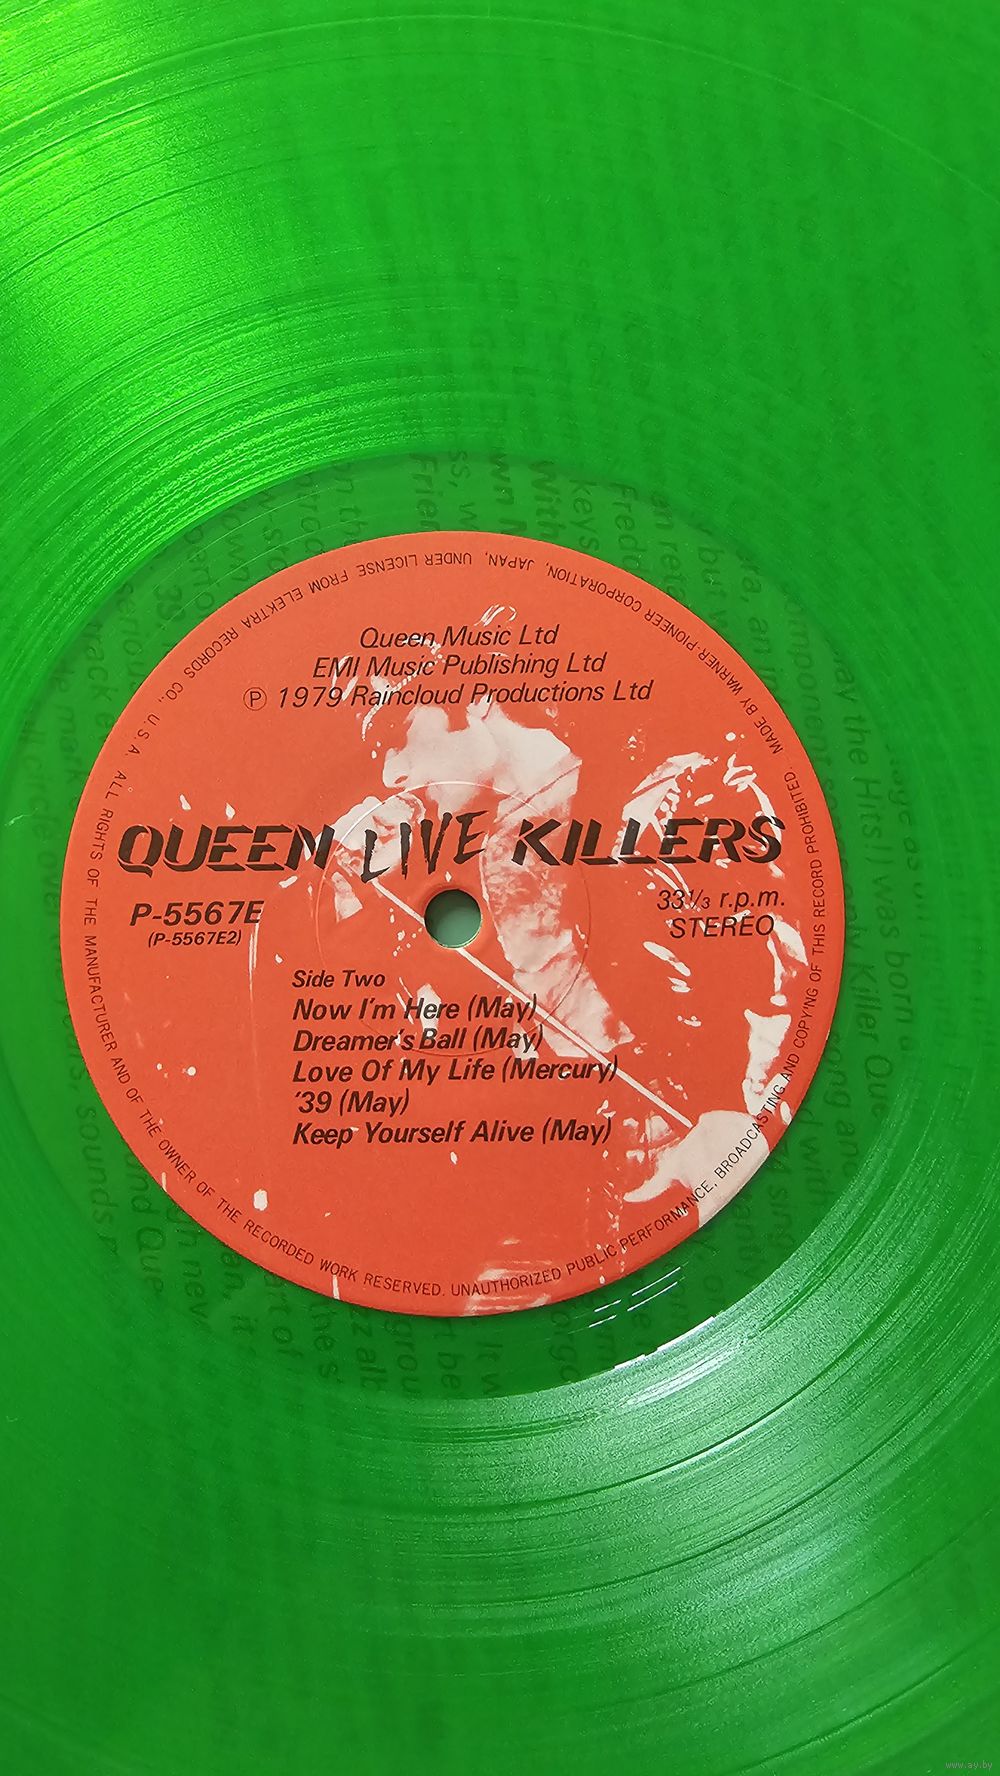 Queen Music Ltd
EMI Music Publishing Ltd
Ⓟ 1979 Raincloud Productions Ltd
QUEEN LIVE KILLERS
P-5567E
(P-5567E2)
33⅓ r.p.m.
STEREO
Side Two
Now I'm Here (May)
Dreamer's Ball (May)
Love Of My Life (Mercury)
'39 (May)
Keep Yourself Alive (May)
MADE BY WARNER-PIONEER CORPORATION, JAPAN, UNDER LICENSE FROM ELEKTRA RECORDS CO., U.S.A. ALL RIGHTS OF THE MANUFACTURER AND OF THE OWNER OF THE RECORDED WORK RESERVED. UNAUTHORIZED PUBLIC PERFORMANCE, BROADCASTING AND COPYING OF THIS RECORD PROHIBITED.
www.ay.by